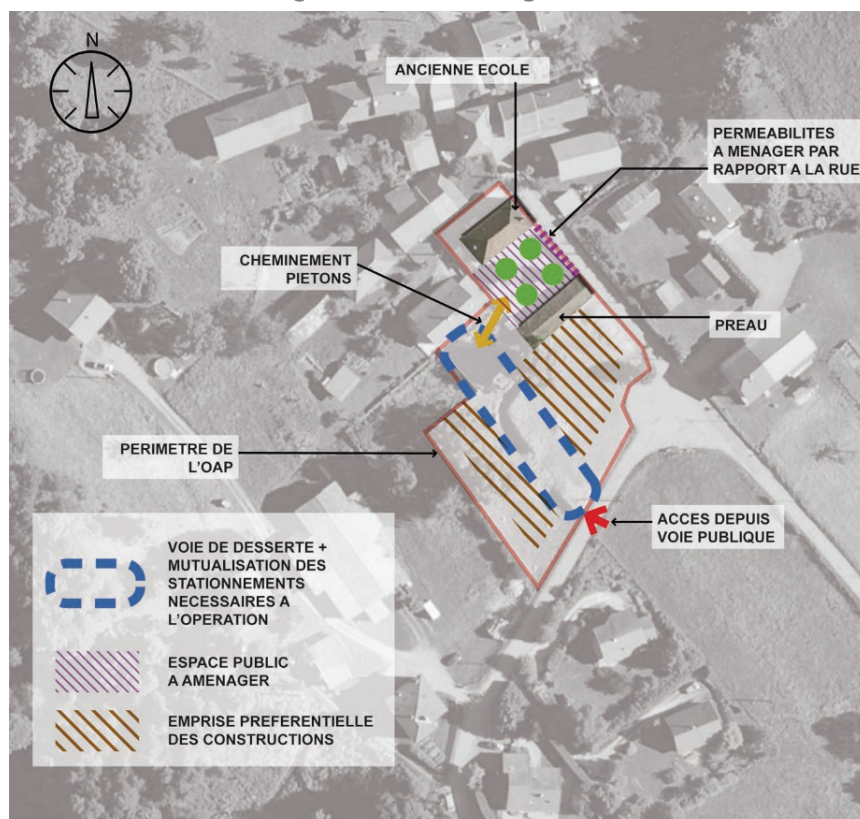 N
ANCIENNE ECOLE
PERMEABILITES
A MENAGER PAR
RAPPORT A LA RUE
CHEMINEMENT
PIETONS
PREAU
PERIMETRE DE
L'OAP
ACCES DEPUIS
VOIE PUBLIQUE
VOIE DE DESSERTE +
MUTUALISATION DES
STATIONNEMENTS
NECESSAIRES A
L'OPERATION
ESPACE PUBLIC
A AMENAGER
EMPRISE PREFERENTIELLE
DES CONSTRUCTIONS